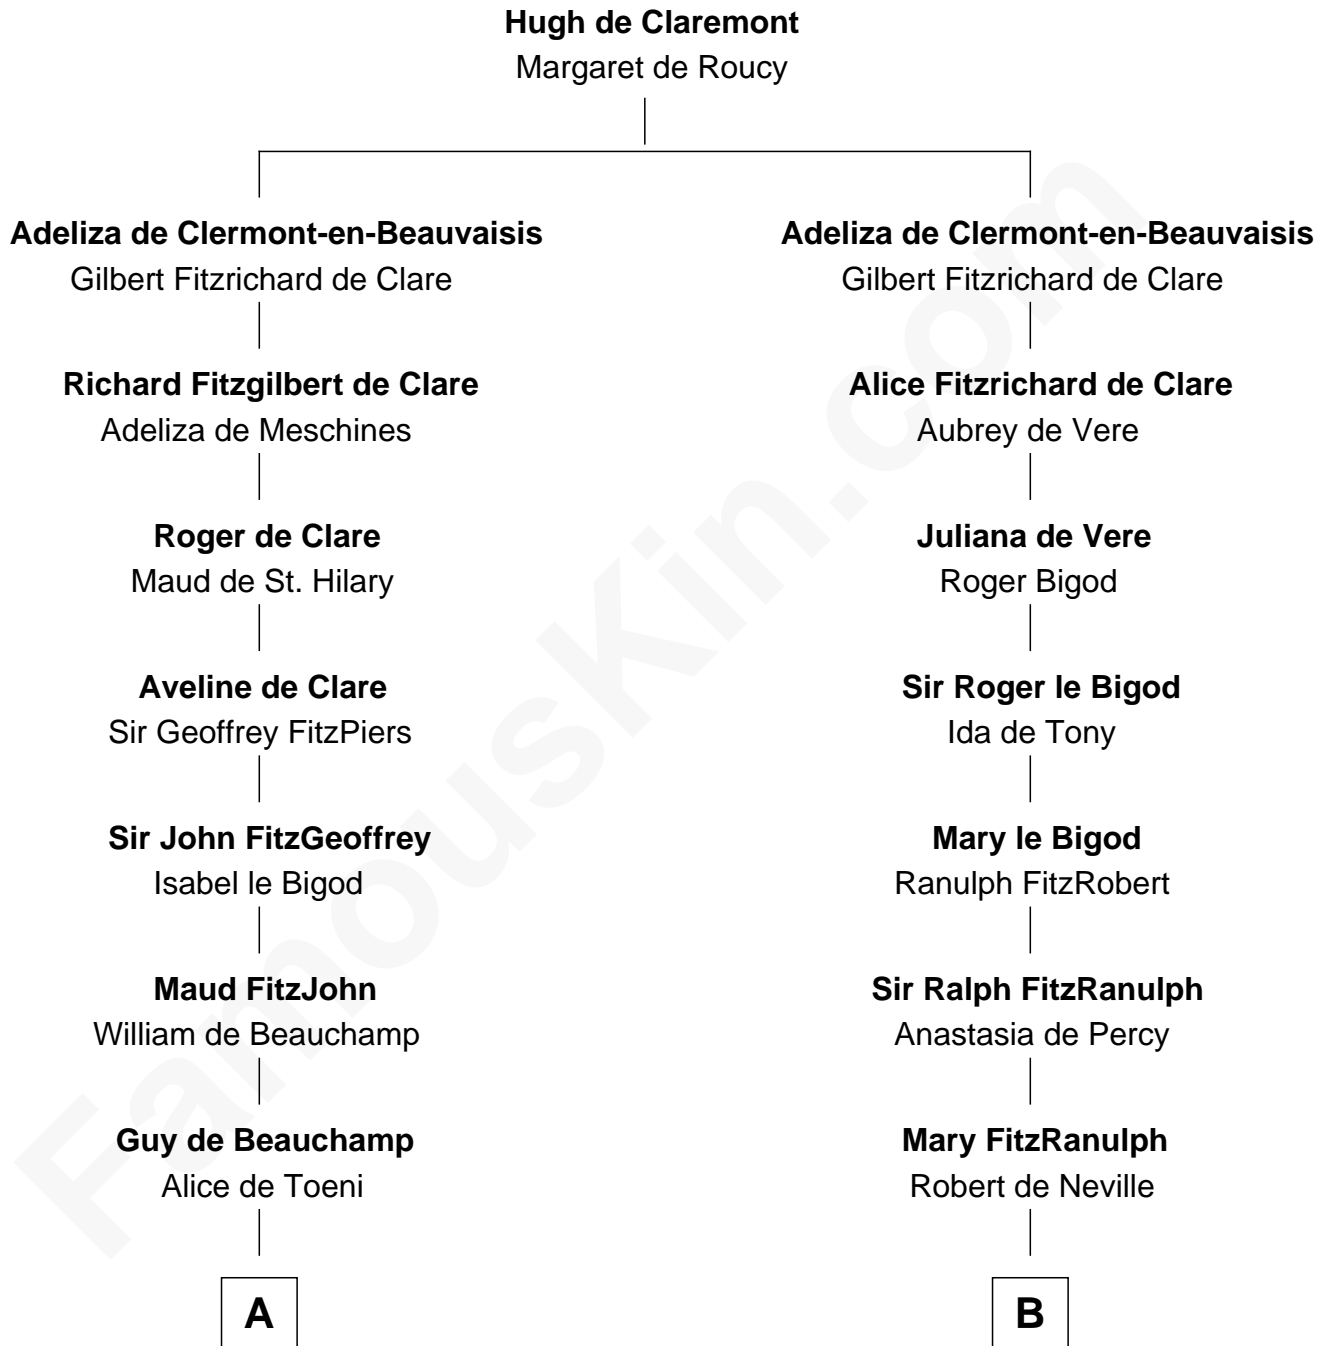 Hugh de Claremont
Margaret de Roucy
Adeliza de Clermont-en-Beauvaisis
Gilbert Fitzrichard de Clare
Richard Fitzgilbert de Clare
Adeliza de Meschines
Roger de Clare
Maud de St. Hilary
Aveline de Clare
Sir Geoffrey FitzPiers
Sir John FitzGeoffrey
Isabel le Bigod
Maud FitzJohn
William de Beauchamp
Guy de Beauchamp
Alice de Toeni
A
Adeliza de Clermont-en-Beauvaisis
Gilbert Fitzrichard de Clare
Alice Fitzrichard de Clare
Aubrey de Vere
Juliana de Vere
Roger Bigod
Sir Roger le Bigod
Ida de Tony
Mary le Bigod
Ranulph FitzRobert
Sir Ralph FitzRanulph
Anastasia de Percy
Mary FitzRanulph
Robert de Neville
B
FamousKin.com